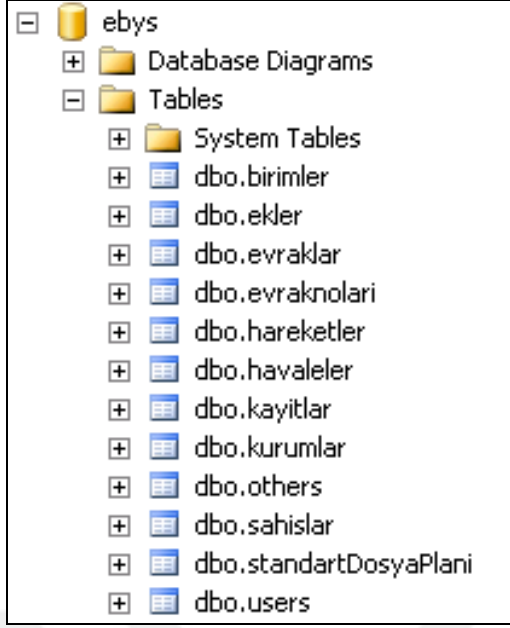 ebys
Database Diagrams
Tables
System Tables
dbo.birimler
dbo.ekler
dbo.evraklar
dbo.evraknolari
dbo.hareketler
dbo.havaleler
dbo.kayitlar
dbo.kurumlar
dbo.others
dbo.sahislar
dbo.standartDosyaPlani
dbo.users